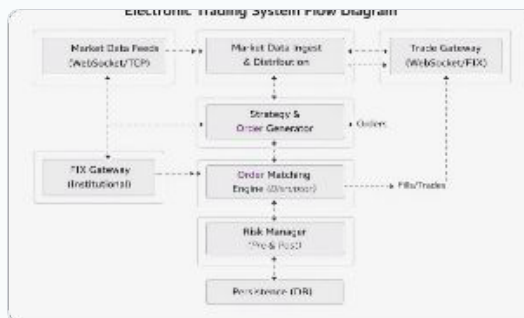 Electronic Trading System Flow Diagram
Market Data Feeds
(WebSocket/TCP)
Market Data Ingest
& Distribution
Trade Gateway
(WebSocket/FIX)
Strategy &
Order Generator
Orders
FIX Gateway
(Institutional)
Order Matching
Engine (Disruptor)
Fills/Trades
Risk Manager
(Pre & Post)
Persistence (DB)